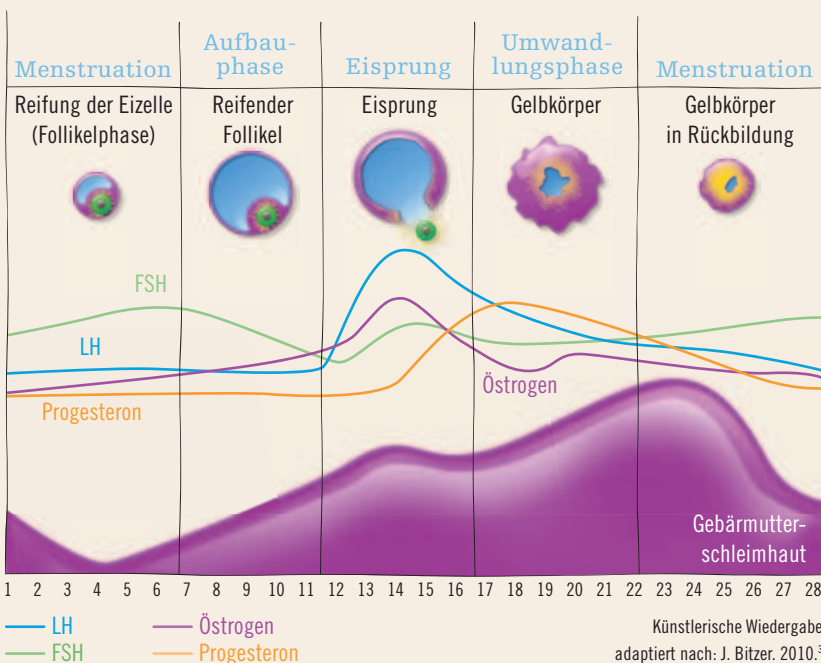 Menstruation
Aufbau-
phase
Eisprung
Umwand-
lungsphase
Menstruation
Reifung der Eizelle
(Follikelphase)
Reifender
Follikel
Eisprung
Gelbkörper
Gelbkörper
in Rückbildung
FSH
LH
Progesteron
Östrogen
Gebärmutter-
schleimhaut
1 2 3 4 5 6 7 8 9 10 11 12 13 14 15 16 17 18 19 20 21 22 23 24 25 26 27 28
LH
Östrogen
FSH
Progesteron
Künstlerische Wiedergabe
adaptiert nach: J. Bitzer. 2010.³